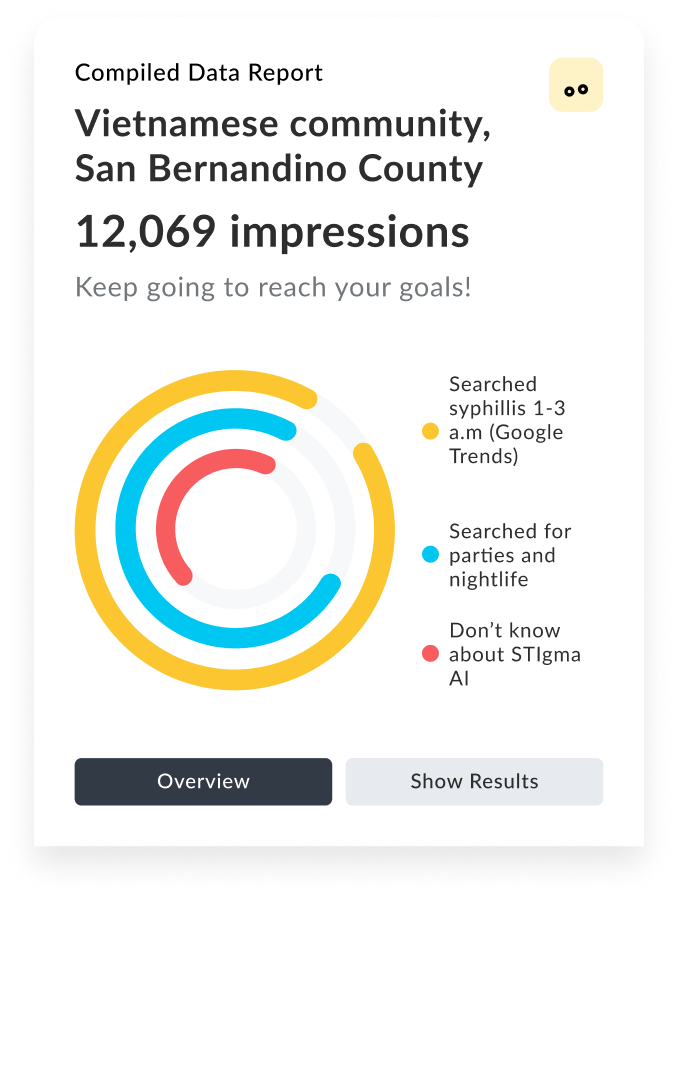 Compiled Data Report
Vietnamese community,
San Bernandino County
12,069 impressions
Keep going to reach your goals!
Searched
syphillis 1-3
a.m (Google
Trends)
Searched for
parties and
nightlife
Don’t know
about STIgma
AI
Overview
Show Results